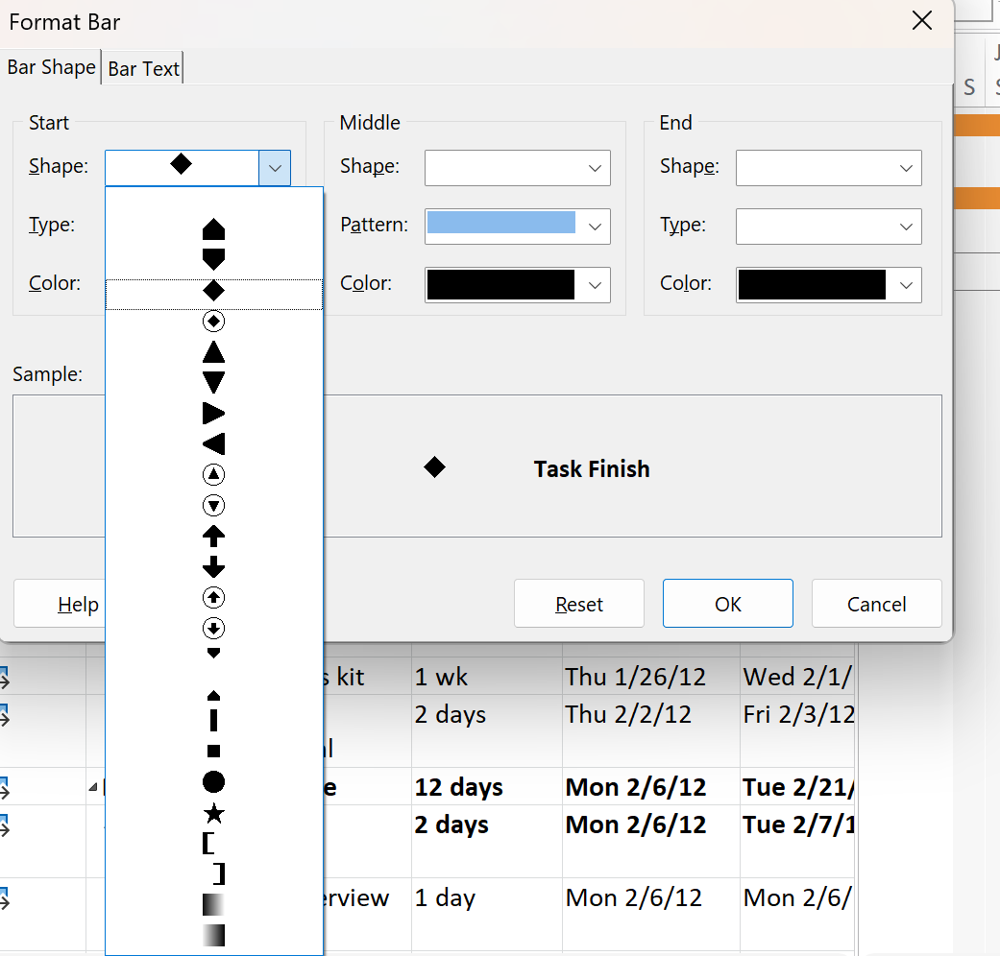 Format Bar
Bar Shape
Bar Text
Start
Shape:
Type:
Color:
Middle
Shape:
Pattern:
Color:
End
Shape:
Type:
Color:
Sample:
Task Finish
Help
Reset
OK
Cancel
S
s kit 1 wk Thu 1/26/12 Wed 2/1/
2 days Thu 2/2/12 Fri 2/3/12
al
e 12 days Mon 2/6/12 Tue 2/21/
2 days Mon 2/6/12 Tue 2/7/1
erview 1 day Mon 2/6/12 Mon 2/6/